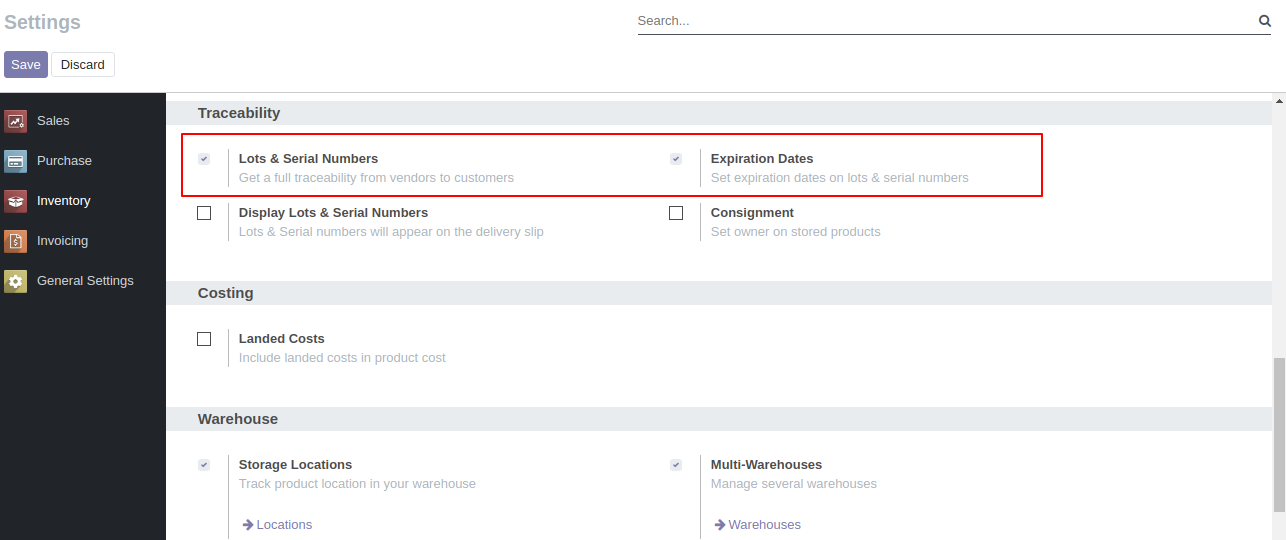 Settings
Search...
Save Discard
Sales
Purchase
Inventory
Invoicing
General Settings
Traceability
Lots & Serial Numbers
Get a full traceability from vendors to customers
Expiration Dates
Set expiration dates on lots & serial numbers
Display Lots & Serial Numbers
Lots & Serial numbers will appear on the delivery slip
Consignment
Set owner on stored products
Costing
Landed Costs
Include landed costs in product cost
Warehouse
Storage Locations
Track product location in your warehouse
Locations
Multi-Warehouses
Manage several warehouses
Warehouses